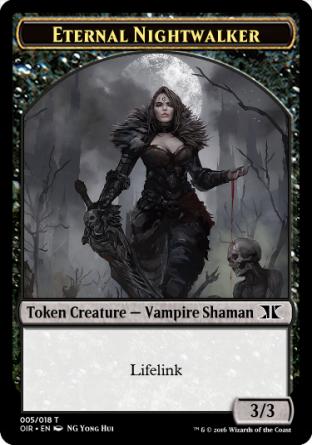 Eternal Nightwalker
Token Creature — Vampire Shaman
Lifelink
3/3
005/018 T
OIR • EN NG Yong Hui
™ & © 2016 Wizards of the Coast